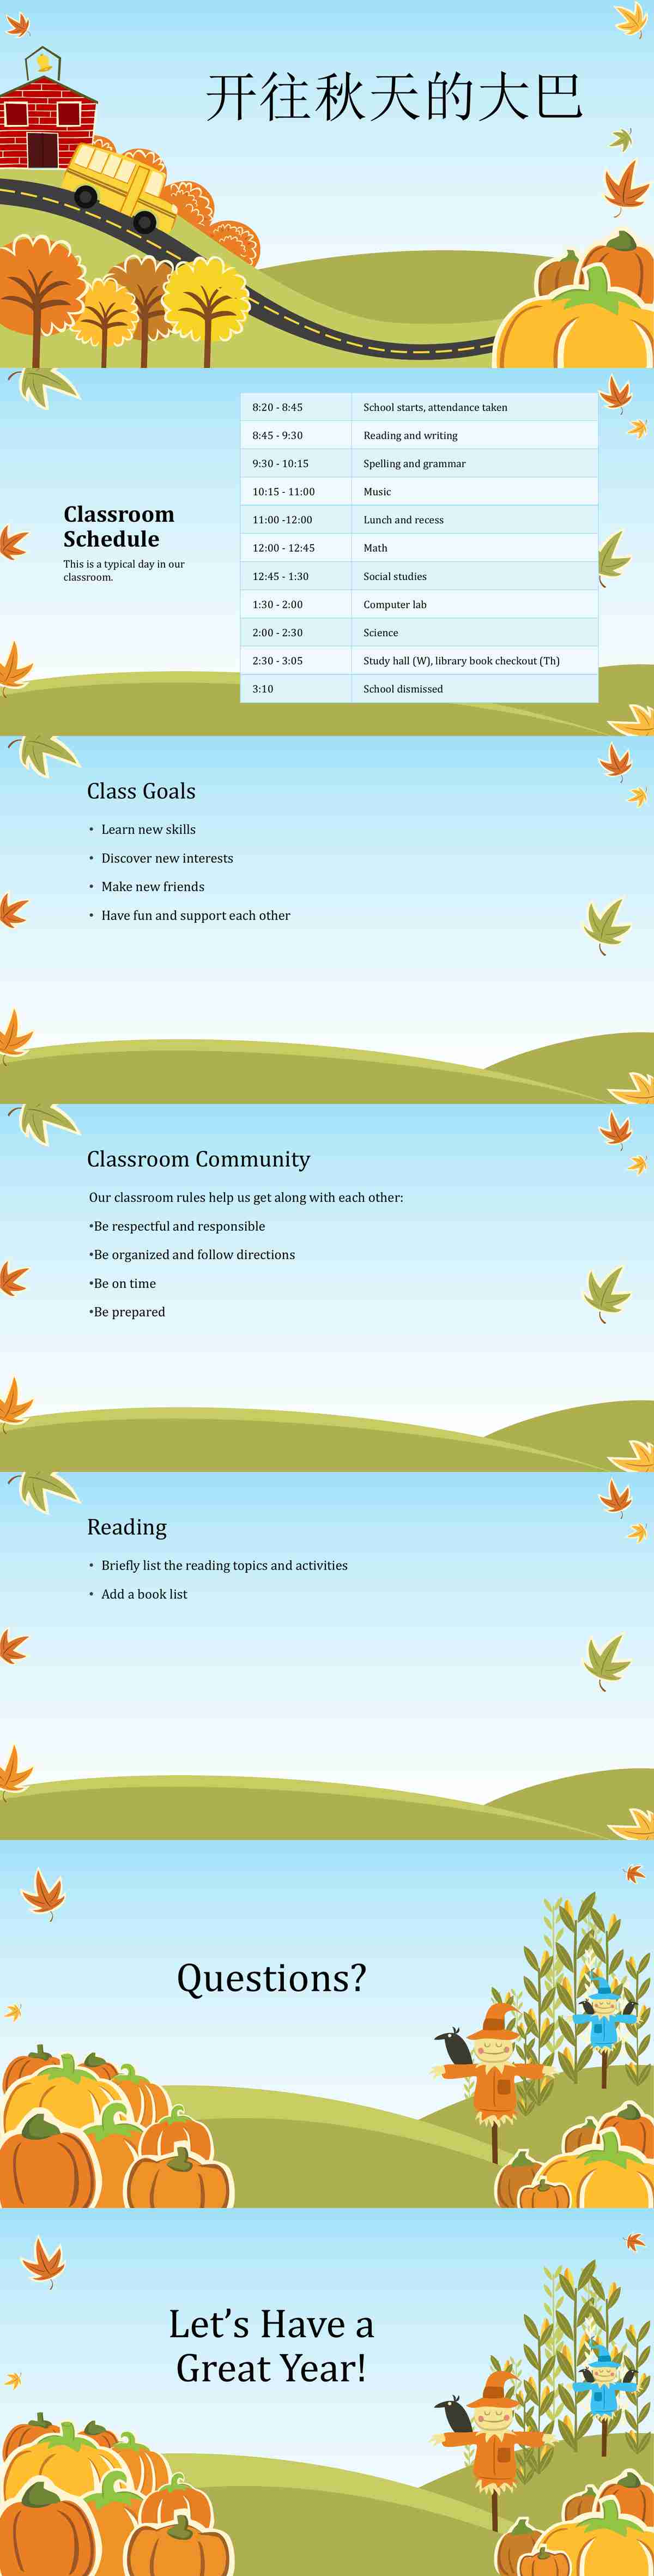 开往秋天的大巴
Classroom
Schedule
This is a typical day in our
classroom.
8:20 - 8:45 School starts, attendance taken
8:45 - 9:30 Reading and writing
9:30 - 10:15 Spelling and grammar
10:15 - 11:00 Music
11:00 -12:00 Lunch and recess
12:00 - 12:45 Math
12:45 - 1:30 Social studies
1:30 - 2:00 Computer lab
2:00 - 2:30 Science
2:30 - 3:05 Study hall (W), library book checkout (Th)
3:10 School dismissed
Class Goals
• Learn new skills
• Discover new interests
• Make new friends
• Have fun and support each other
Classroom Community
Our classroom rules help us get along with each other:
•Be respectful and responsible
•Be organized and follow directions
•Be on time
•Be prepared
Reading
• Briefly list the reading topics and activities
• Add a book list
Questions?
Let’s Have a
Great Year!